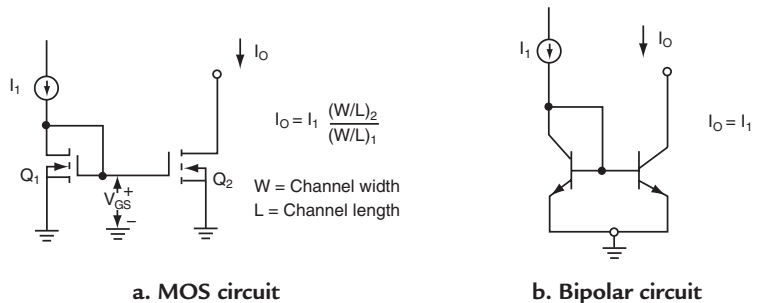 I₁
I_O
Q₁
V_GS
+
−
Q₂
I_O = I₁ (W/L)₂ / (W/L)₁
W = Channel width
L = Channel length
a. MOS circuit
I₁
I_O
I_O = I₁
b. Bipolar circuit